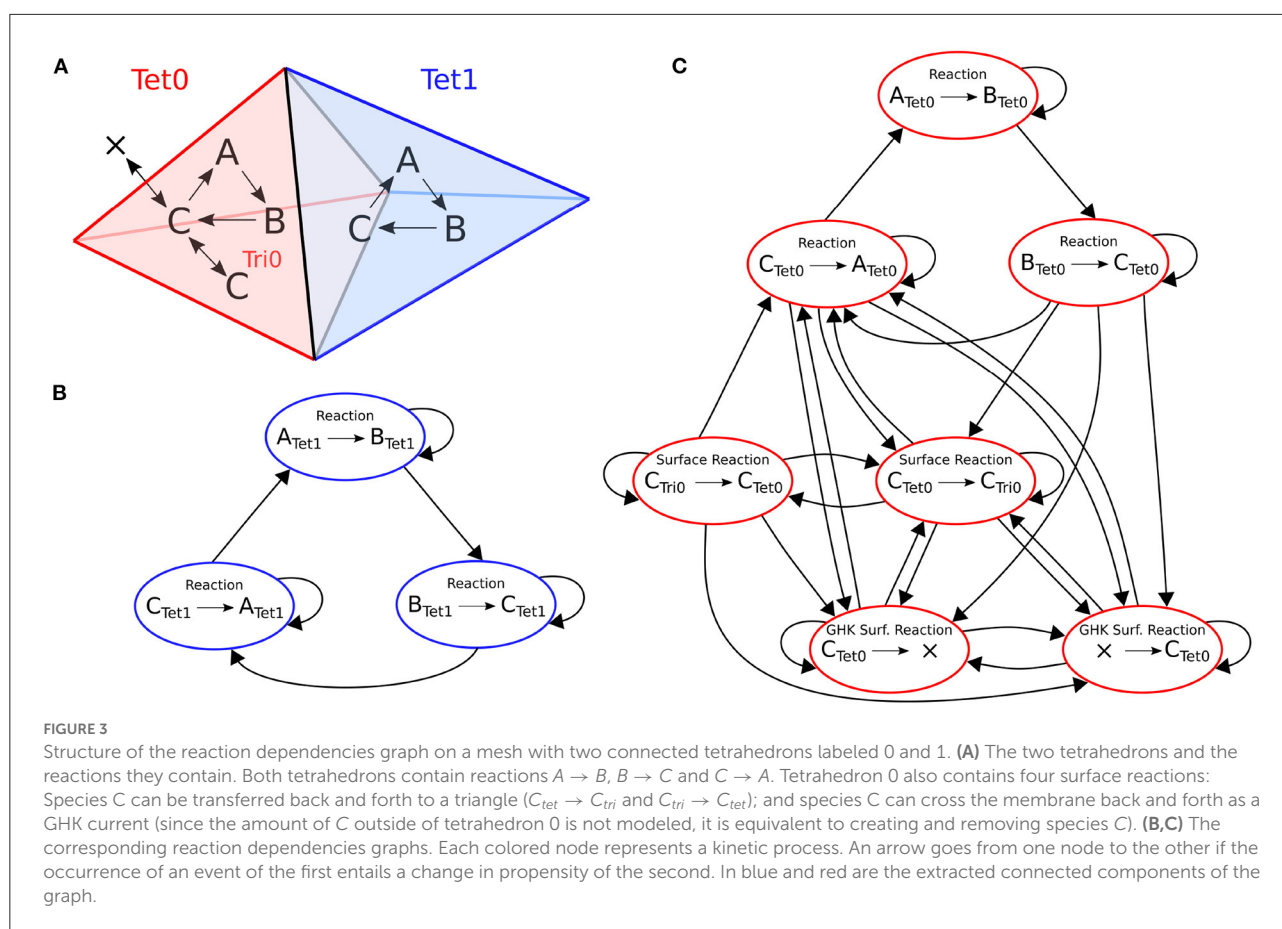 A
Tet0
Tet1
×
A
C
B
Tri0
C
A
C
B
B
Reaction
A_Tet1 → B_Tet1
Reaction
C_Tet1 → A_Tet1
Reaction
B_Tet1 → C_Tet1
C
Reaction
A_Tet0 → B_Tet0
Reaction
C_Tet0 → A_Tet0
Reaction
B_Tet0 → C_Tet0
Surface Reaction
C_Tri0 → C_Tet0
Surface Reaction
C_Tet0 → C_Tri0
GHK Surf. Reaction
C_Tet0 → ×
GHK Surf. Reaction
× → C_Tet0
FIGURE 3
Structure of the reaction dependencies graph on a mesh with two connected tetrahedrons labeled 0 and 1. (A) The two tetrahedrons and the
reactions they contain. Both tetrahedrons contain reactions A → B, B → C and C → A. Tetrahedron 0 also contains four surface reactions:
Species C can be transferred back and forth to a triangle (C_tet → C_tri and C_tri → C_tet); and species C can cross the membrane back and forth as a
GHK current (since the amount of C outside of tetrahedron 0 is not modeled, it is equivalent to creating and removing species C). (B,C) The
corresponding reaction dependencies graphs. Each colored node represents a kinetic process. An arrow goes from one node to the other if the
occurrence of an event of the first entails a change in propensity of the second. In blue and red are the extracted connected components of the
graph.